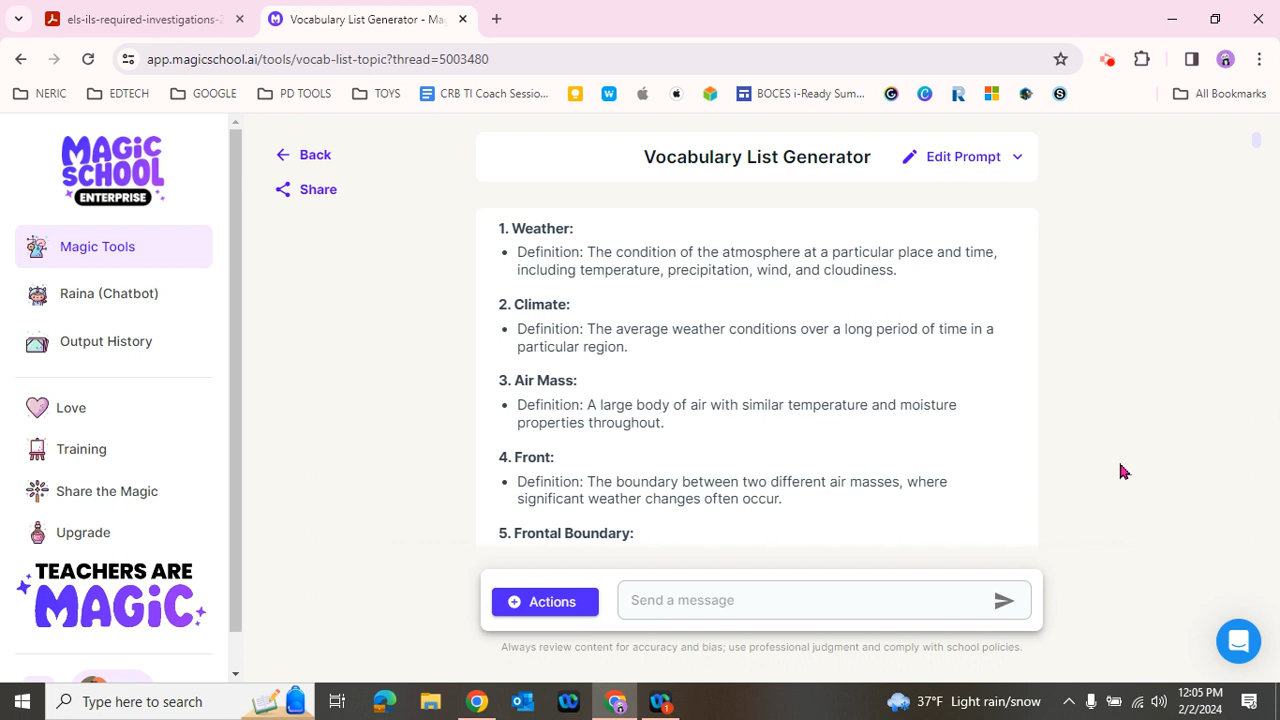 els-ils-required-investigations-
Vocabulary List Generator - Ma
app.magicschool.ai/tools/vocab-list-topic?thread=5003480
NERIC
EDTECH
GOOGLE
PD TOOLS
TOYS
CRB TI Coach Sessio...
BOCES i-Ready Sum...
All Bookmarks
MAGIC
SCHOOL
ENTERPRISE
Magic Tools
Raina (Chatbot)
Output History
Love
Training
Share the Magic
Upgrade
TEACHERS ARE
MAGIC
Back
Share
Vocabulary List Generator
Edit Prompt
1. Weather:
• Definition: The condition of the atmosphere at a particular place and time,
including temperature, precipitation, wind, and cloudiness.
2. Climate:
• Definition: The average weather conditions over a long period of time in a
particular region.
3. Air Mass:
• Definition: A large body of air with similar temperature and moisture
properties throughout.
4. Front:
• Definition: The boundary between two different air masses, where
significant weather changes often occur.
5. Frontal Boundary:
Actions
Send a message
Always review content for accuracy and bias; use professional judgment and comply with school policies.
Type here to search
37°F Light rain/snow
12:05 PM
2/2/2024